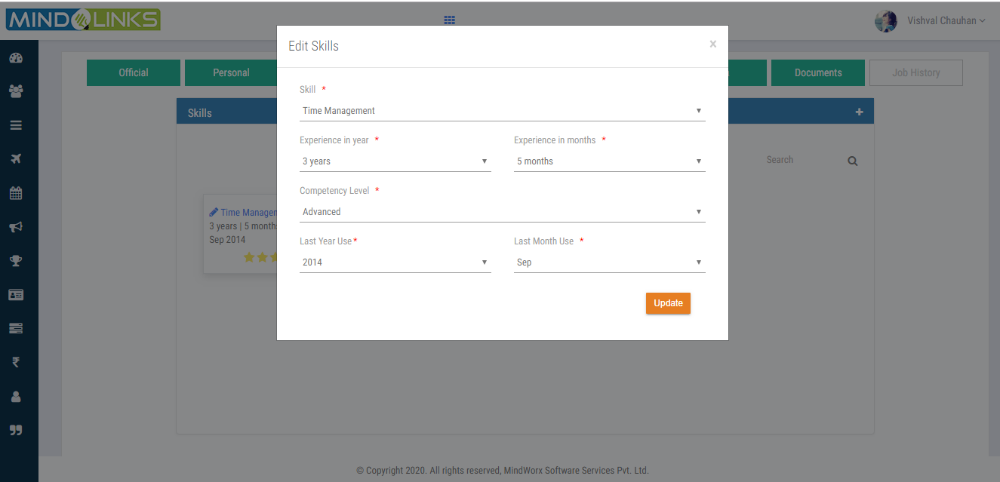 MIND LINKS
Vishval Chauhan
Edit Skills ×
Official Personal Documents Job History
Skills
Skill *
Time Management
Experience in year * Experience in months *
3 years 5 months
Search
Competency Level *
Advanced
Time Managen
3 years | 5 month
Sep 2014
Last Year Use* Last Month Use *
2014 Sep
Update
© Copyright 2020. All rights reserved, MindWorx Software Services Pvt. Ltd.